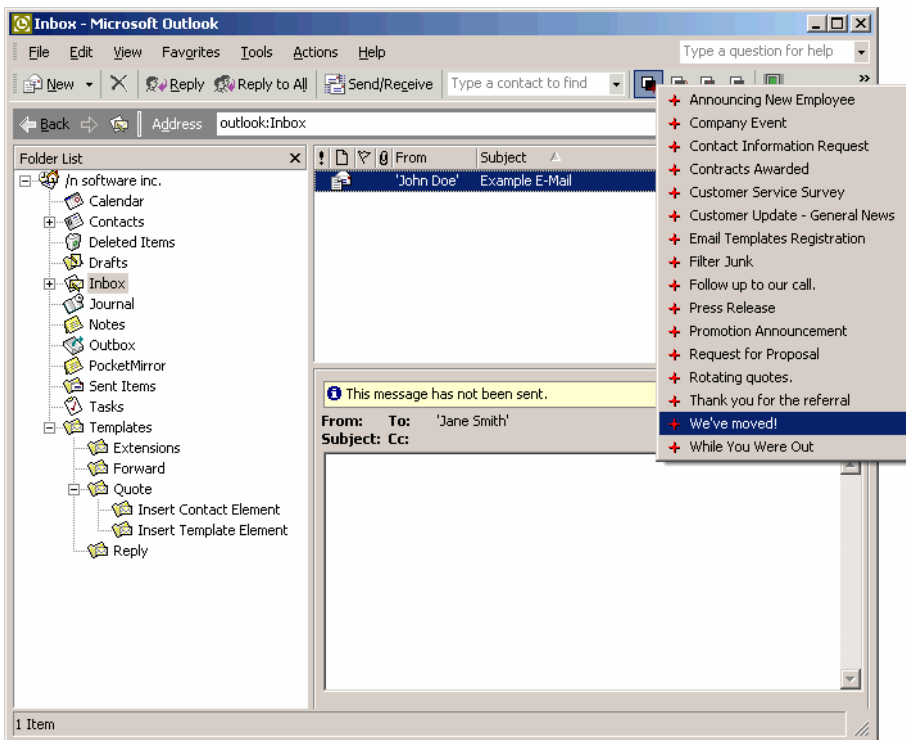 Inbox - Microsoft Outlook
File Edit View Favorites Tools Actions Help Type a question for help
New Reply Reply to All Send/Receive Type a contact to find
Back Address outlook:Inbox
Folder List
/n software inc.
Calendar
Contacts
Deleted Items
Drafts
Inbox
Journal
Notes
Outbox
PocketMirror
Sent Items
Tasks
Templates
Extensions
Forward
Quote
Insert Contact Element
Insert Template Element
Reply
! From Subject
'John Doe' Example E-Mail
This message has not been sent.
From: To: 'Jane Smith'
Subject: Cc:
Announcing New Employee
Company Event
Contact Information Request
Contracts Awarded
Customer Service Survey
Customer Update - General News
Email Templates Registration
Filter Junk
Follow up to our call.
Press Release
Promotion Announcement
Request for Proposal
Rotating quotes.
Thank you for the referral
We've moved!
While You Were Out
1 Item